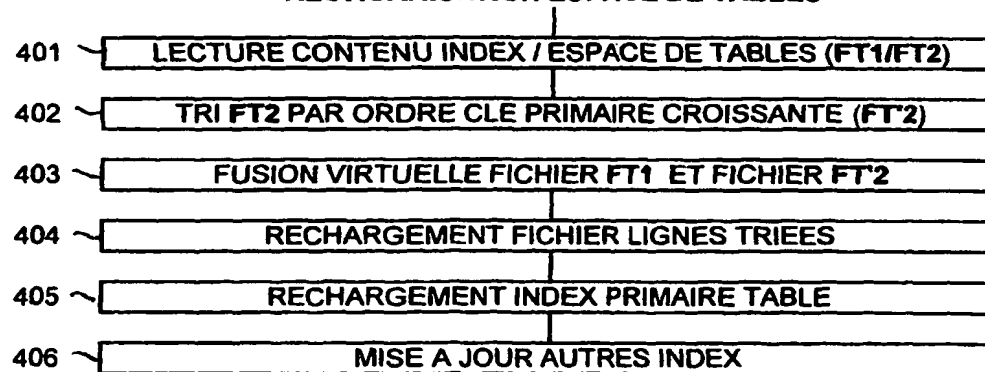 401 LECTURE CONTENU INDEX / ESPACE DE TABLES (FT1/FT2)
402 TRI FT2 PAR ORDRE CLE PRIMAIRE CROISSANTE (FT'2)
403 FUSION VIRTUELLE FICHIER FT1 ET FICHIER FT'2
404 RECHARGEMENT FICHIER LIGNES TRIEES
405 RECHARGEMENT INDEX PRIMAIRE TABLE
406 MISE A JOUR AUTRES INDEX